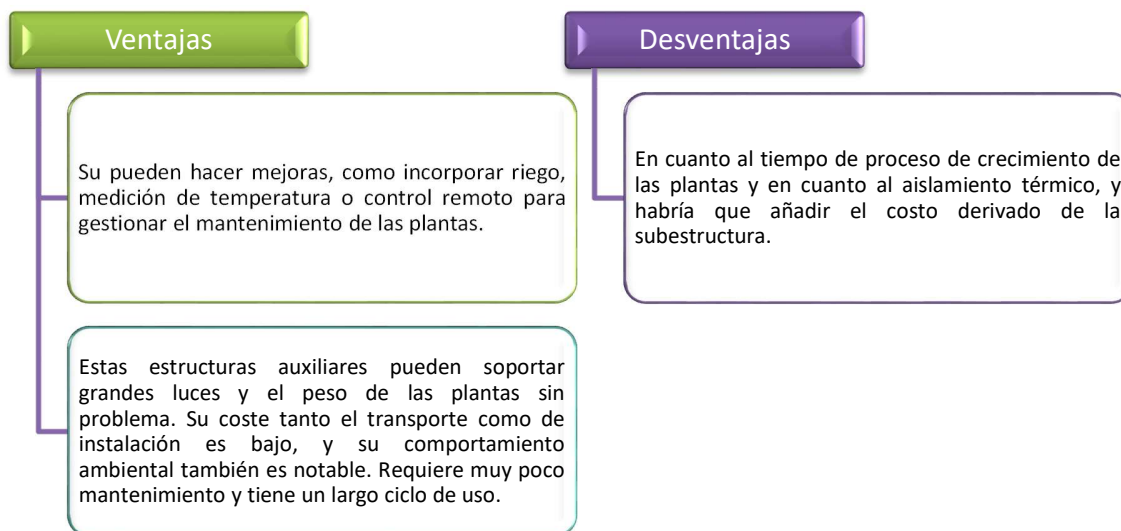 Ventajas
Su pueden hacer mejoras, como incorporar riego,
medición de temperatura o control remoto para
gestionar el mantenimiento de las plantas.
Estas estructuras auxiliares pueden soportar
grandes luces y el peso de las plantas sin
problema. Su coste tanto el transporte como de
instalación es bajo, y su comportamiento
ambiental también es notable. Requiere muy poco
mantenimiento y tiene un largo ciclo de uso.
Desventajas
En cuanto al tiempo de proceso de crecimiento de
las plantas y en cuanto al aislamiento térmico, y
habría que añadir el costo derivado de la
subestructura.